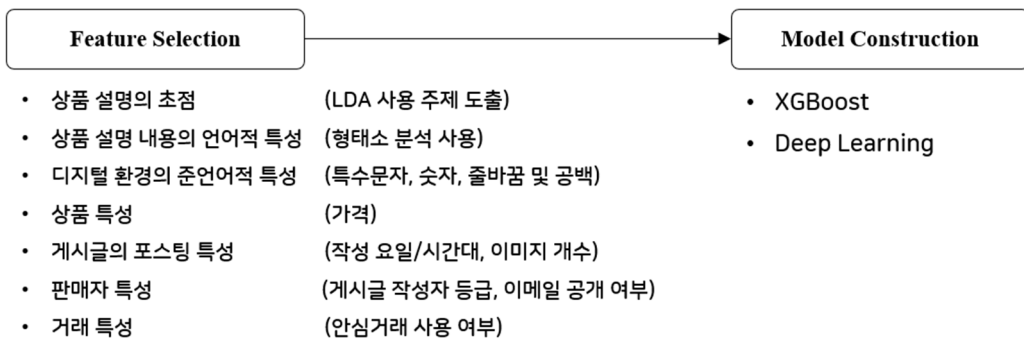 Feature Selection
Model Construction
• 상품 설명의 초점 (LDA 사용 주제 도출)
• 상품 설명 내용의 언어적 특성 (형태소 분석 사용)
• 디지털 환경의 준언어적 특성 (특수문자, 숫자, 줄바꿈 및 공백)
• 상품 특성 (가격)
• 게시글의 포스팅 특성 (작성 요일/시간대, 이미지 개수)
• 판매자 특성 (게시글 작성자 등급, 이메일 공개 여부)
• 거래 특성 (안심거래 사용 여부)
• XGBoost
• Deep Learning